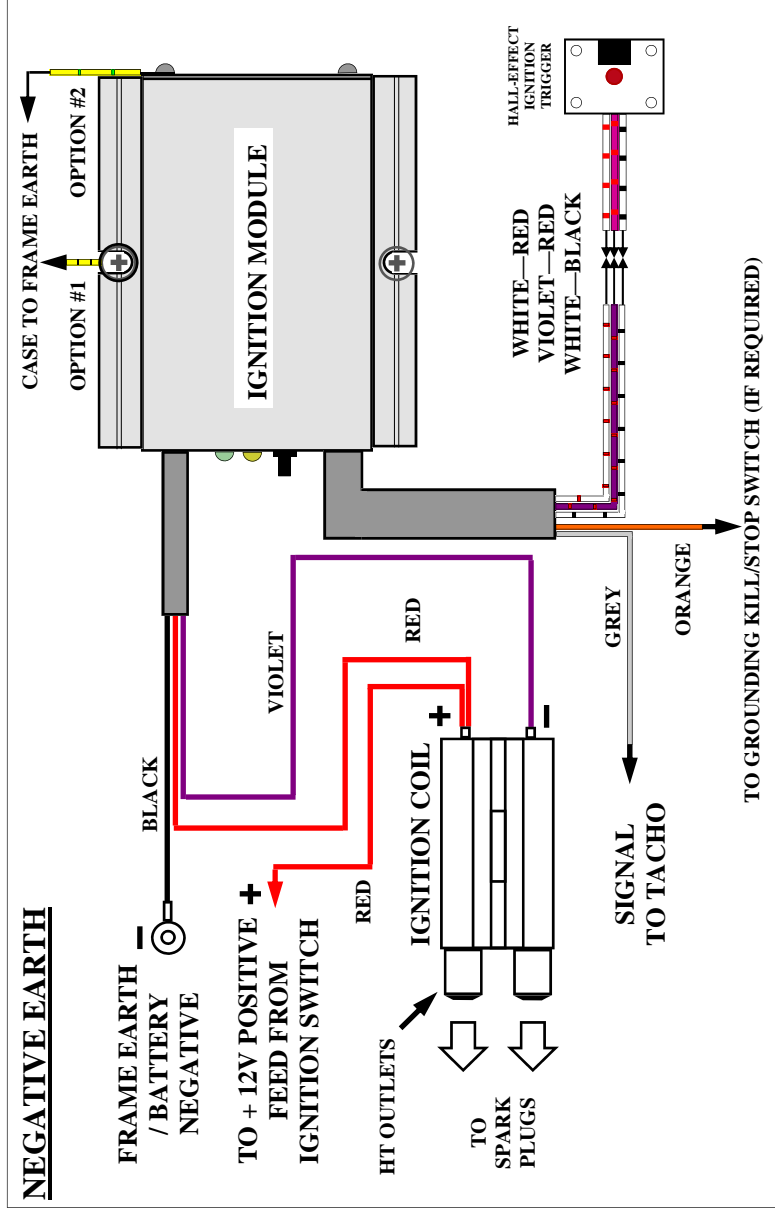 NEGATIVE EARTH
FRAME EARTH
/ BATTERY
NEGATIVE
−
BLACK
TO + 12V POSITIVE
FEED FROM
IGNITION SWITCH
+
RED
VIOLET
RED
HT OUTLETS
IGNITION COIL
+
−
TO
SPARK
PLUGS
SIGNAL
TO TACHO
GREY
ORANGE
TO GROUNDING KILL/STOP SWITCH (IF REQUIRED)
CASE TO FRAME EARTH
OPTION #1
OPTION #2
IGNITION MODULE
WHITE—RED
VIOLET—RED
WHITE—BLACK
HALL-EFFECT
IGNITION
TRIGGER